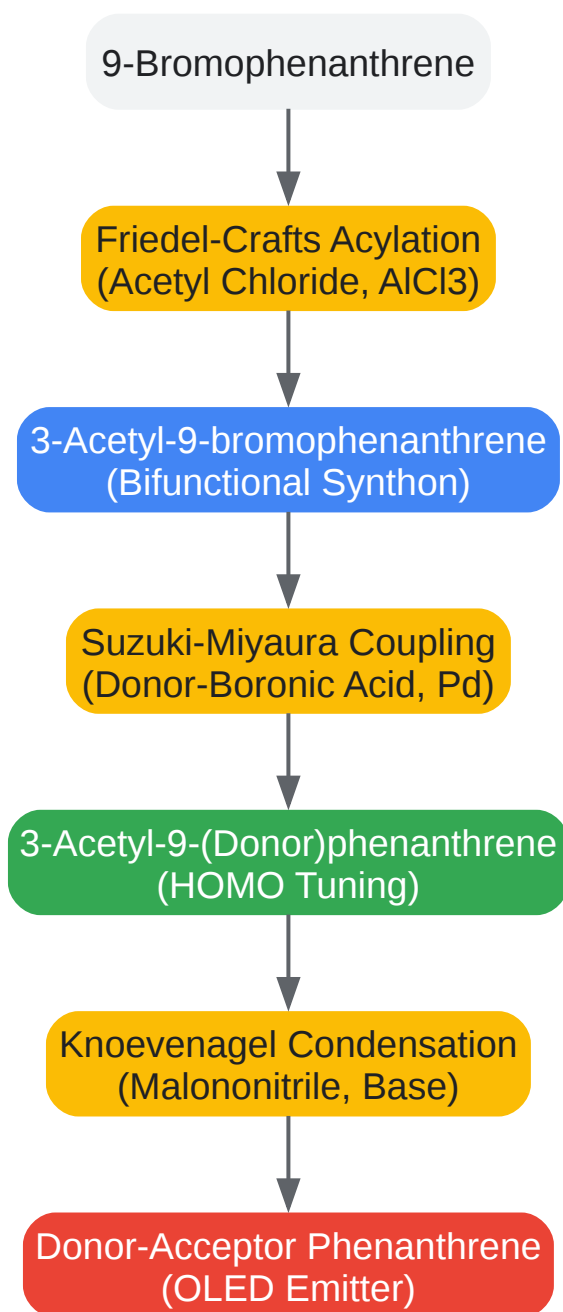 9-Bromophenanthrene
Friedel-Crafts Acylation
(Acetyl Chloride, AlCl3)
3-Acetyl-9-bromophenanthrene
(Bifunctional Synthon)
Suzuki-Miyaura Coupling
(Donor-Boronic Acid, Pd)
3-Acetyl-9-(Donor)phenanthrene
(HOMO Tuning)
Knoevenagel Condensation
(Malononitrile, Base)
Donor-Acceptor Phenanthrene
(OLED Emitter)